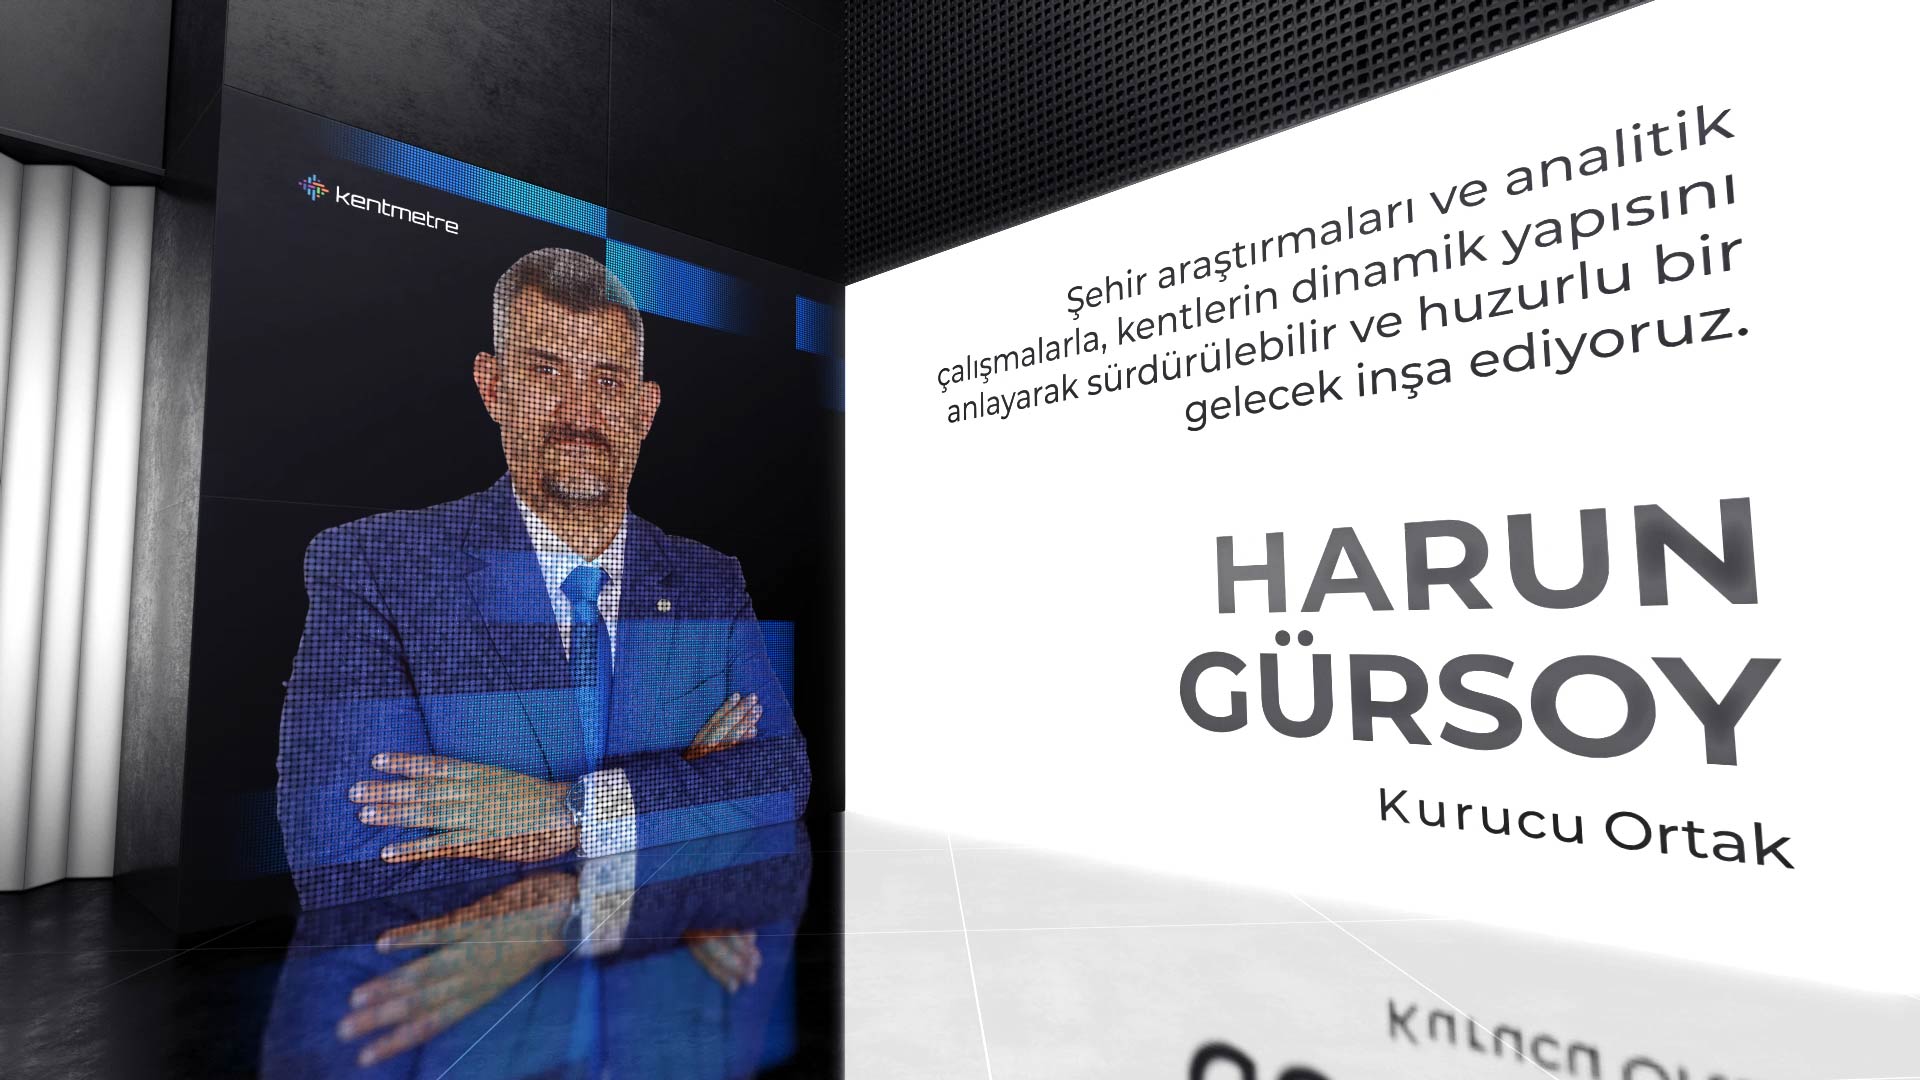 kentmetre
Şehir araştırmaları ve analitik
çalışmalarla, kentlerin dinamik yapısını
anlayarak sürdürülebilir ve huzurlu bir
gelecek inşa ediyoruz.
HARUN
GÜRSOY
Kurucu Ortak